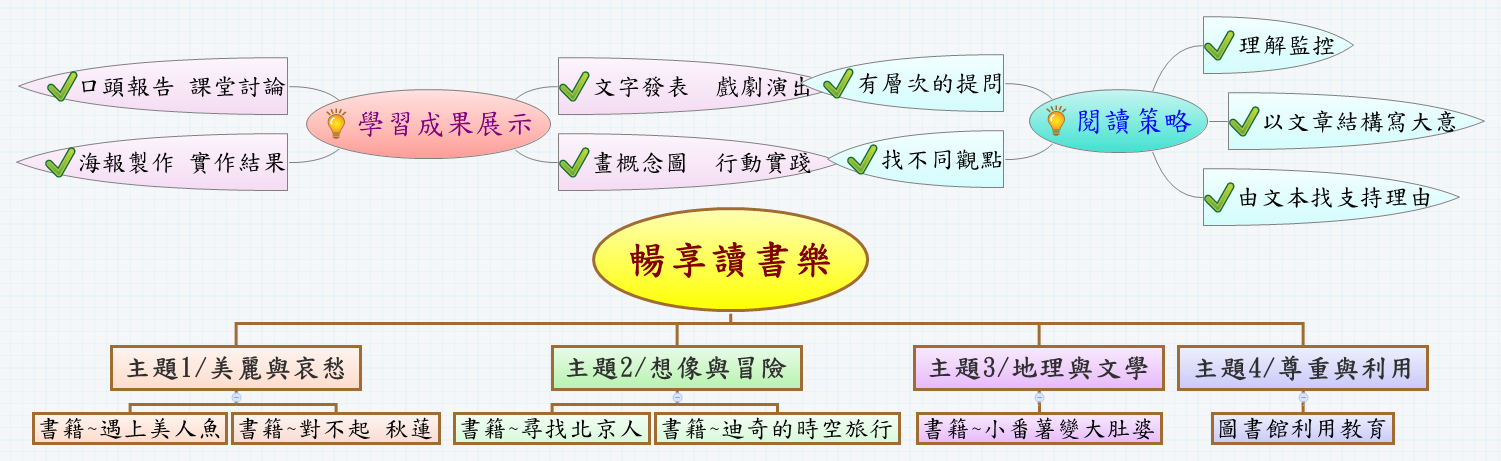 口頭報告 課堂討論
海報製作 實作結果
學習成果展示
文字發表 戲劇演出
畫概念圖 行動實踐
有層次的提問
找不同觀點
閱讀策略
理解監控
以文章結構寫大意
由文本找支持理由
暢享讀書樂
主題1/美麗與哀愁
書籍~遇上美人魚
書籍~對不起 秋蓮
主題2/想像與冒險
書籍~尋找北京人
書籍~迪奇的時空旅行
主題3/地理與文學
書籍~小番薯變大肚婆
主題4/尊重與利用
圖書館利用教育